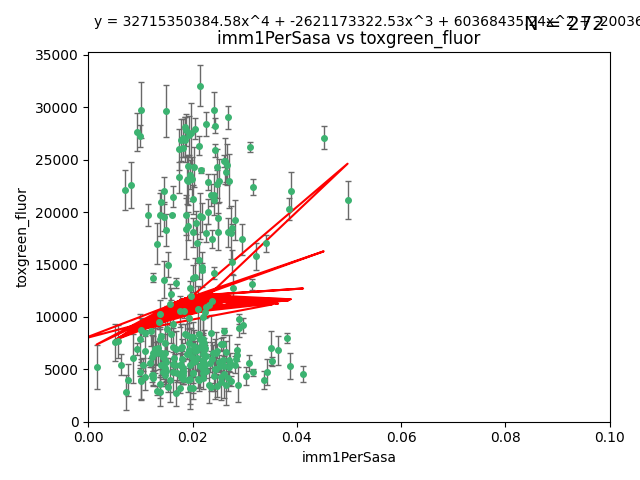 y = 32715350384.58x^4 + -2621173322.53x^3 + 
N = 272
imm1PerSasa vs toxgreen_fluor
35000
30000
25000
20000
15000
10000
5000
0
toxgreen_fluor
0.00 0.02 0.04 0.06 0.08 0.10
imm1PerSasa